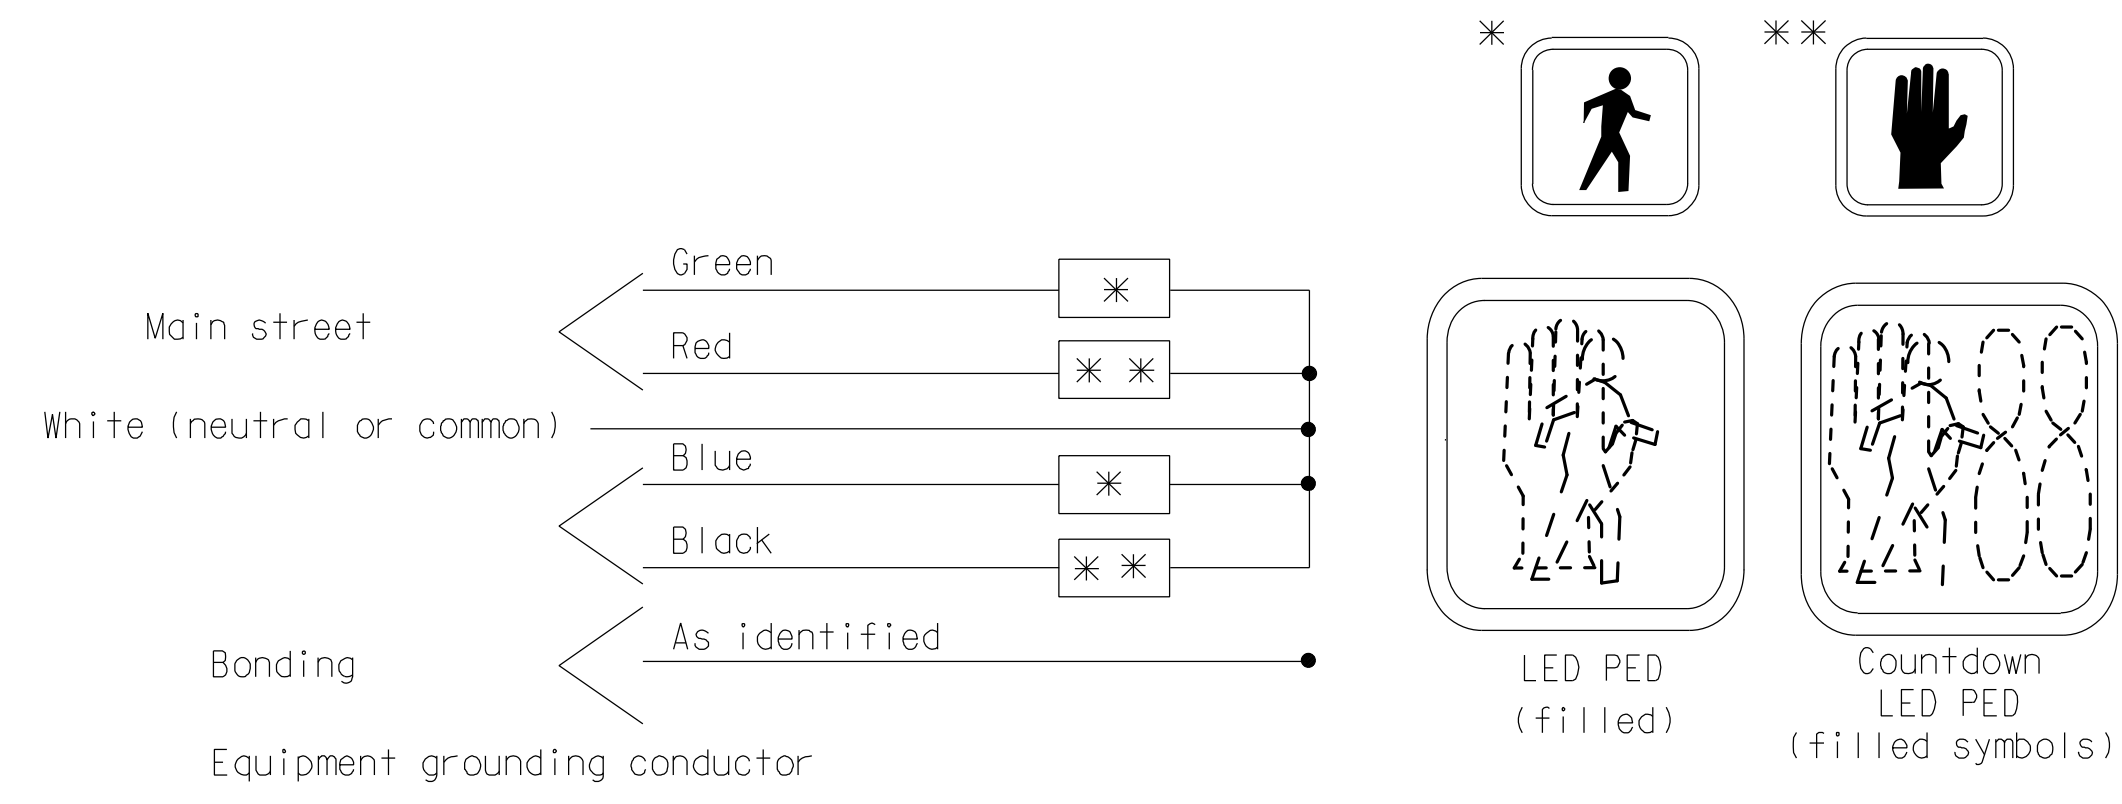 *
* *
Green
*
Main street
Red
* *
White (neutral or common)
Blue
*
Black
* *
As identified
Bonding
Equipment grounding conductor
LED PED
(filled)
Countdown
LED PED
(filled symbols)